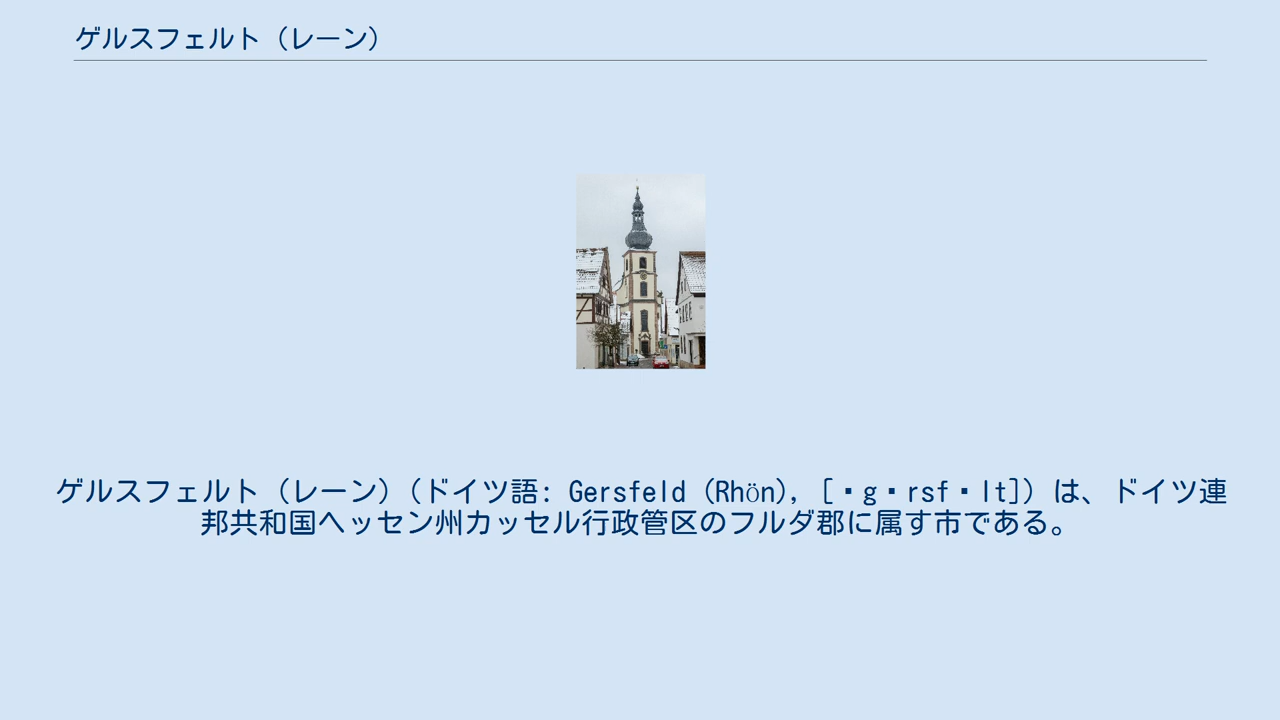 ゲルスフェルト（レーン）
ゲルスフェルト（レーン）（ドイツ語: Gersfeld (Rhön), [▪g▪rsf▪lt]）は、ドイツ連
邦共和国ヘッセン州カッセル行政管区のフルダ郡に属す市である。